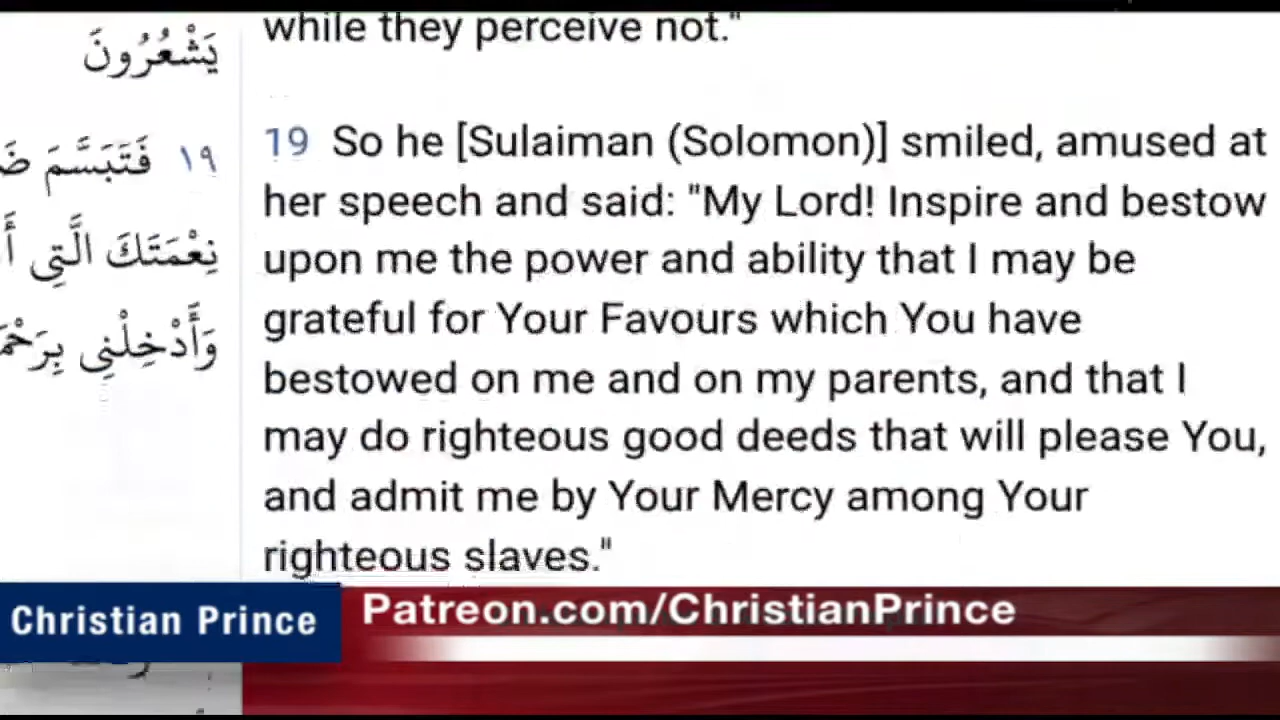 while they perceive not."
يَشْعُرُونَ
19 So he [Sulaiman (Solomon)] smiled, amused at
her speech and said: "My Lord! Inspire and bestow
upon me the power and ability that I may be
grateful for Your Favours which You have
bestowed on me and on my parents, and that I
may do righteous good deeds that will please You,
and admit me by Your Mercy among Your
righteous slaves."
١٩ فَتَبَسَّمَ
نِعْمَتَكَ الَّتِي
وَأَدْخِلْنِي
Christian Prince
Patreon.com/ChristianPrince